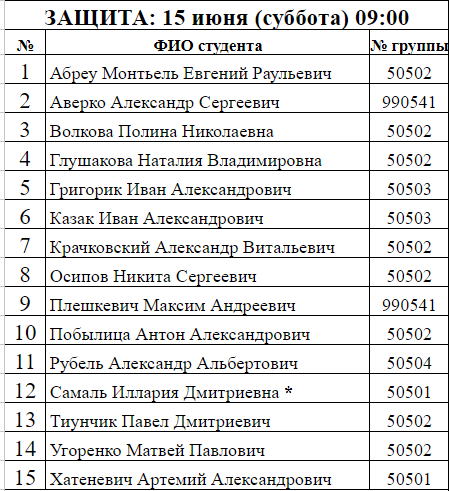 ЗАЩИТА: 15 июня (суббота) 09:00
№ ФИО студента № группы
1 Абреу Монтьель Евгений Раульевич 50502
2 Аверко Александр Сергеевич 990541
3 Волкова Полина Николаевна 50502
4 Глушакова Наталия Владимировна 50502
5 Григорик Иван Александрович 50503
6 Казак Иван Александрович 50503
7 Крачковский Александр Витальевич 50502
8 Осипов Никита Сергеевич 50502
9 Плешкевич Максим Андреевич 990541
10 Побылица Антон Александрович 50502
11 Рубель Александр Альбертович 50504
12 Самаль Иллария Дмитриевна * 50501
13 Тиунчик Павел Дмитриевич 50502
14 Угоренко Матвей Павлович 50502
15 Хатеневич Артемий Александрович 50501